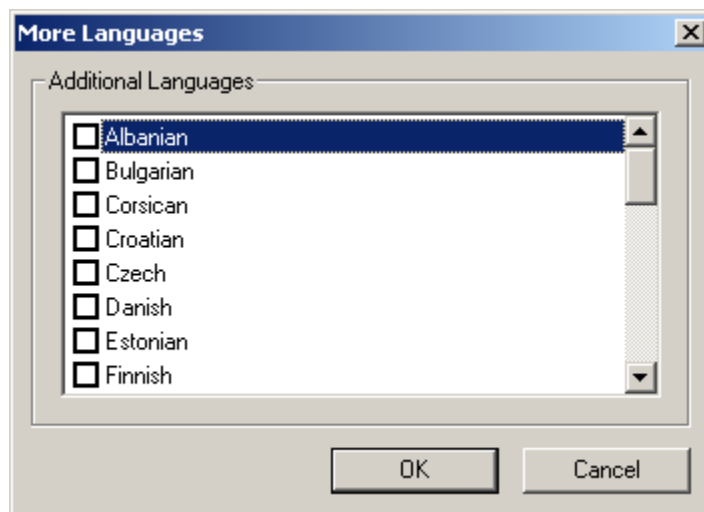 More Languages
Additional Languages
Albanian
Bulgarian
Corsican
Croatian
Czech
Danish
Estonian
Finnish
OK
Cancel